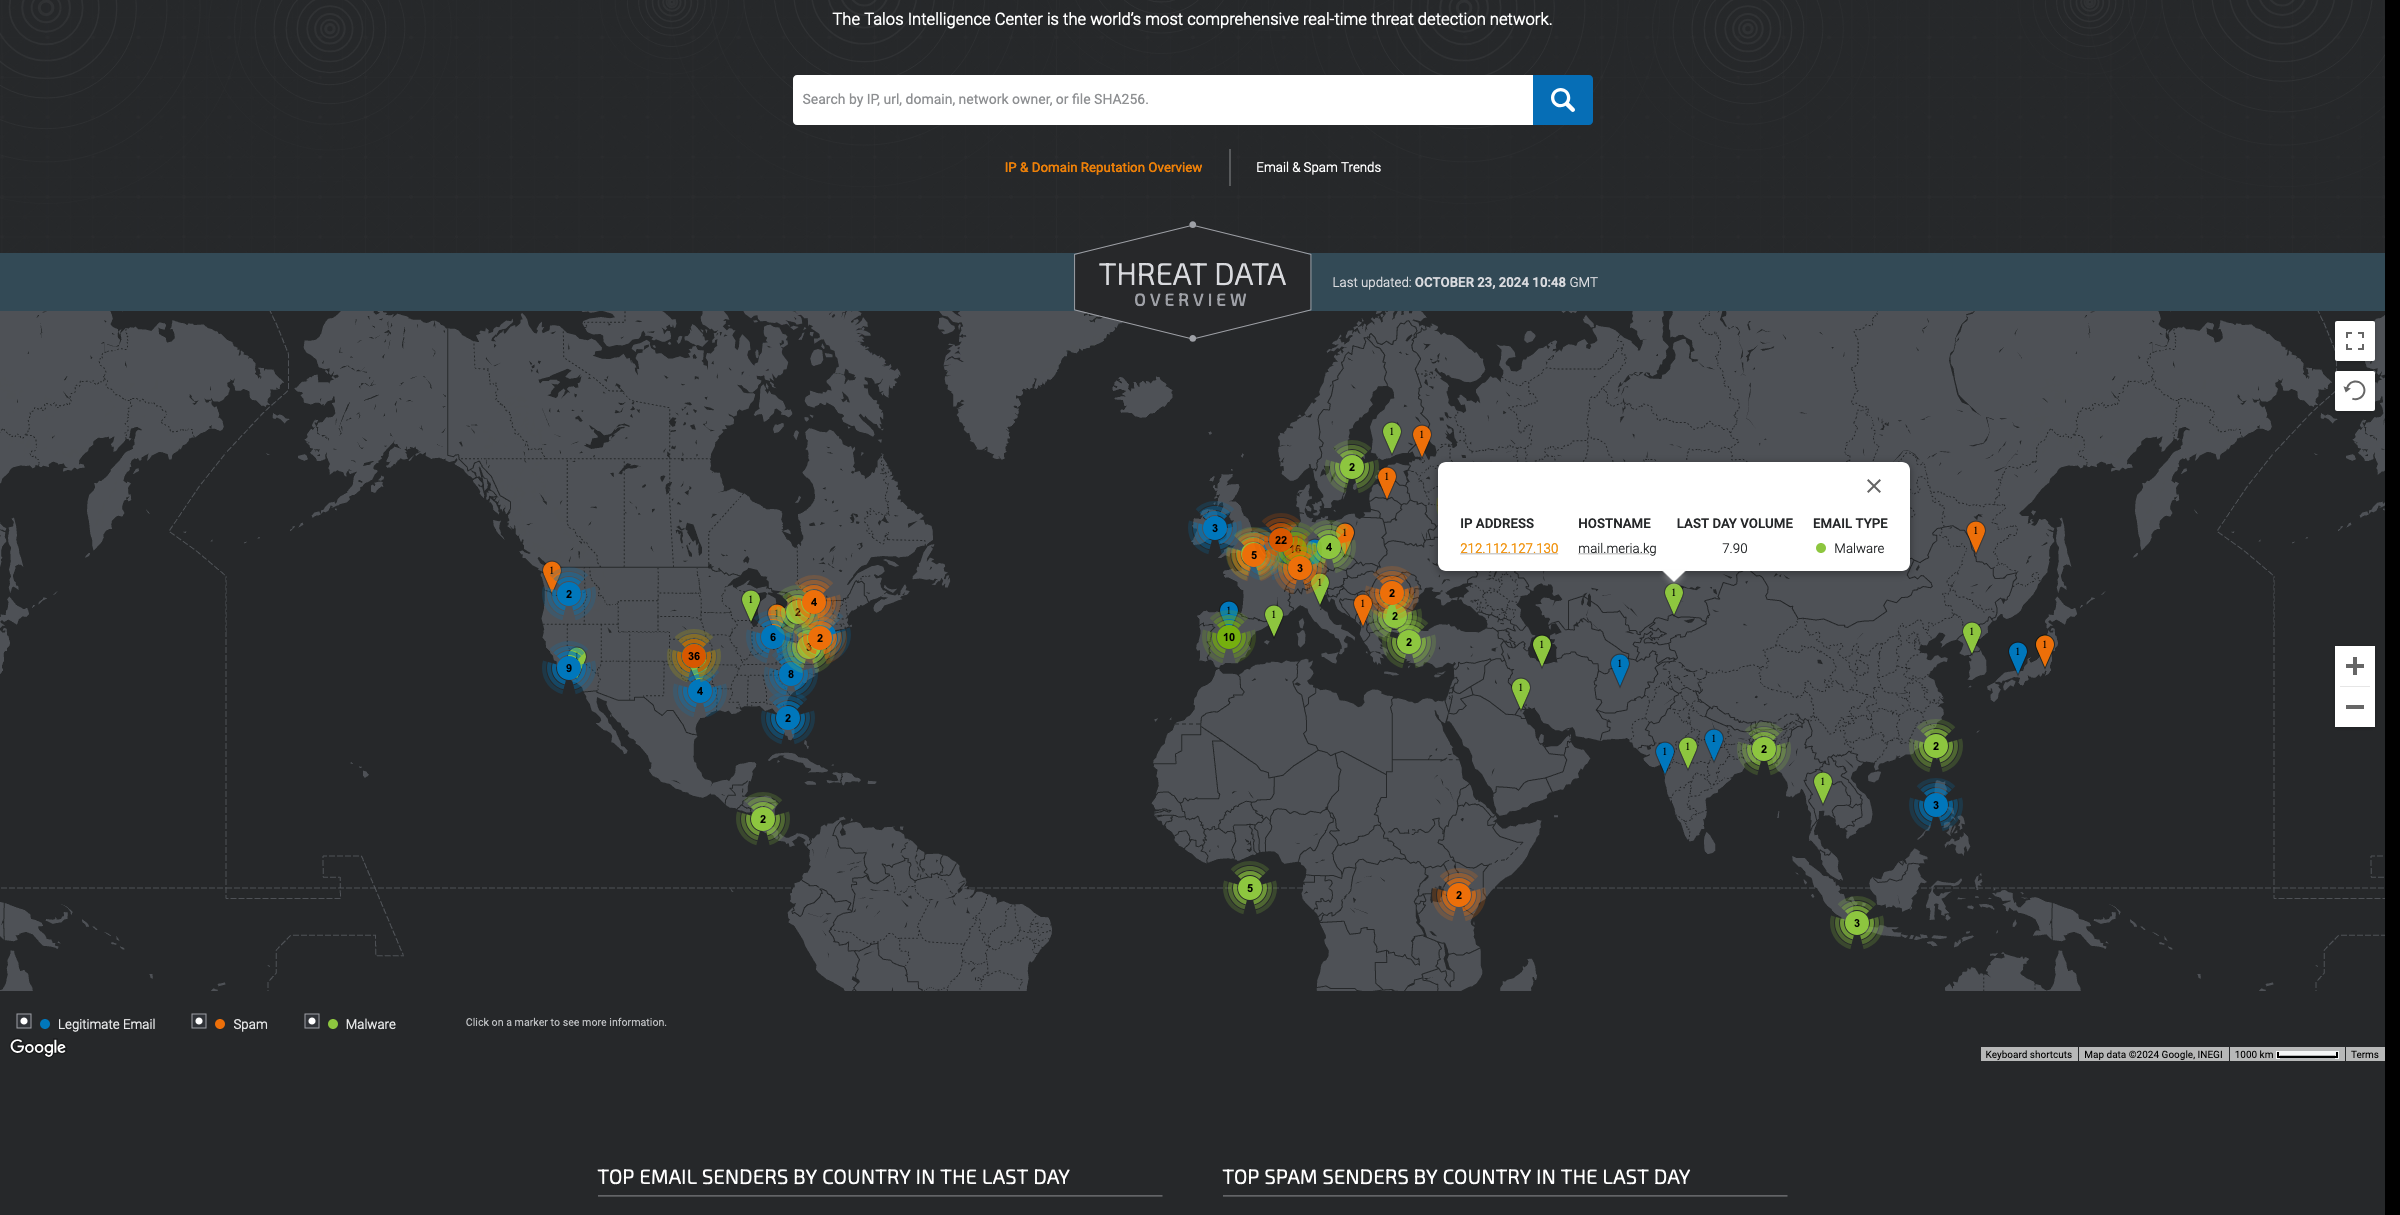 The Talos Intelligence Center is the world's most comprehensive real-time threat detection network.
Search by IP, url, domain, network owner, or file SHA256.
IP & Domain Reputation Overview
Email & Spam Trends
THREAT DATA
OVERVIEW
Last updated: OCTOBER 23, 2024 10:48 GMT
IP ADDRESS HOSTNAME LAST DAY VOLUME EMAIL TYPE
212.112.127.130 mail.meria.kg 7.90 Malware
1
1
2
1
3
22
16
4
1
5
3
1
1
2
1
2
1
1
2
1
4
2
1
1
10
1
1
2
2
6
2
3
36
9
4
8
2
1
1
1
1
1
1
1
1
1
1
2
2
1
3
2
5
2
3
Legitimate Email
Spam
Malware
Click on a marker to see more information.
Google
Keyboard shortcuts
Map data ©2024 Google, INEGI
1000 km
Terms
TOP EMAIL SENDERS BY COUNTRY IN THE LAST DAY
TOP SPAM SENDERS BY COUNTRY IN THE LAST DAY